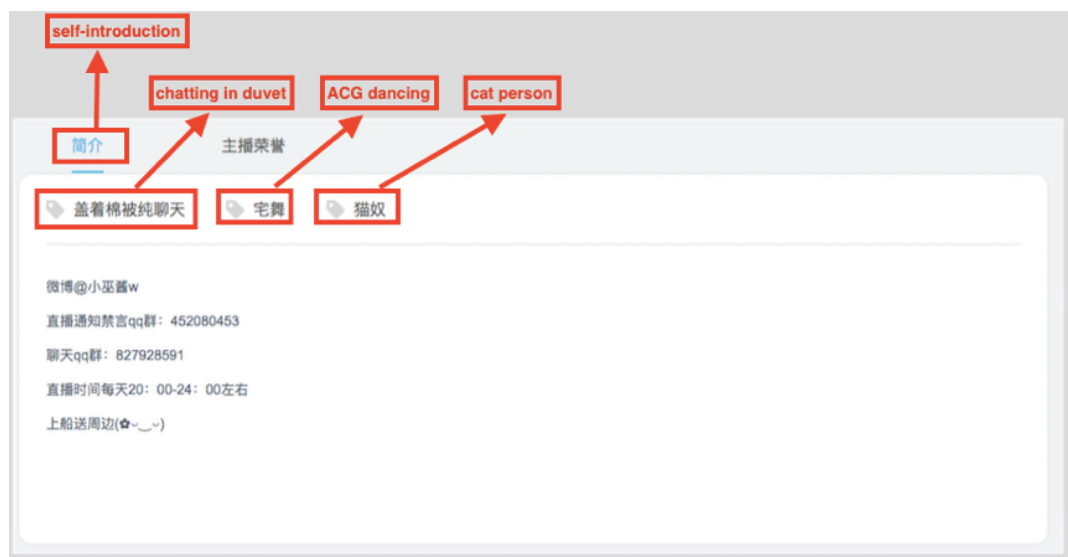 self-introduction
chatting in duvet
ACG dancing
cat person
简介
主播荣誉
盖着棉被纯聊天
宅舞
猫奴
微博@小巫酱w
直播通知禁言qq群：452080453
聊天qq群：827928591
直播时间每天20：00-24：00左右
上船送周边(✿⌣‿⌣)